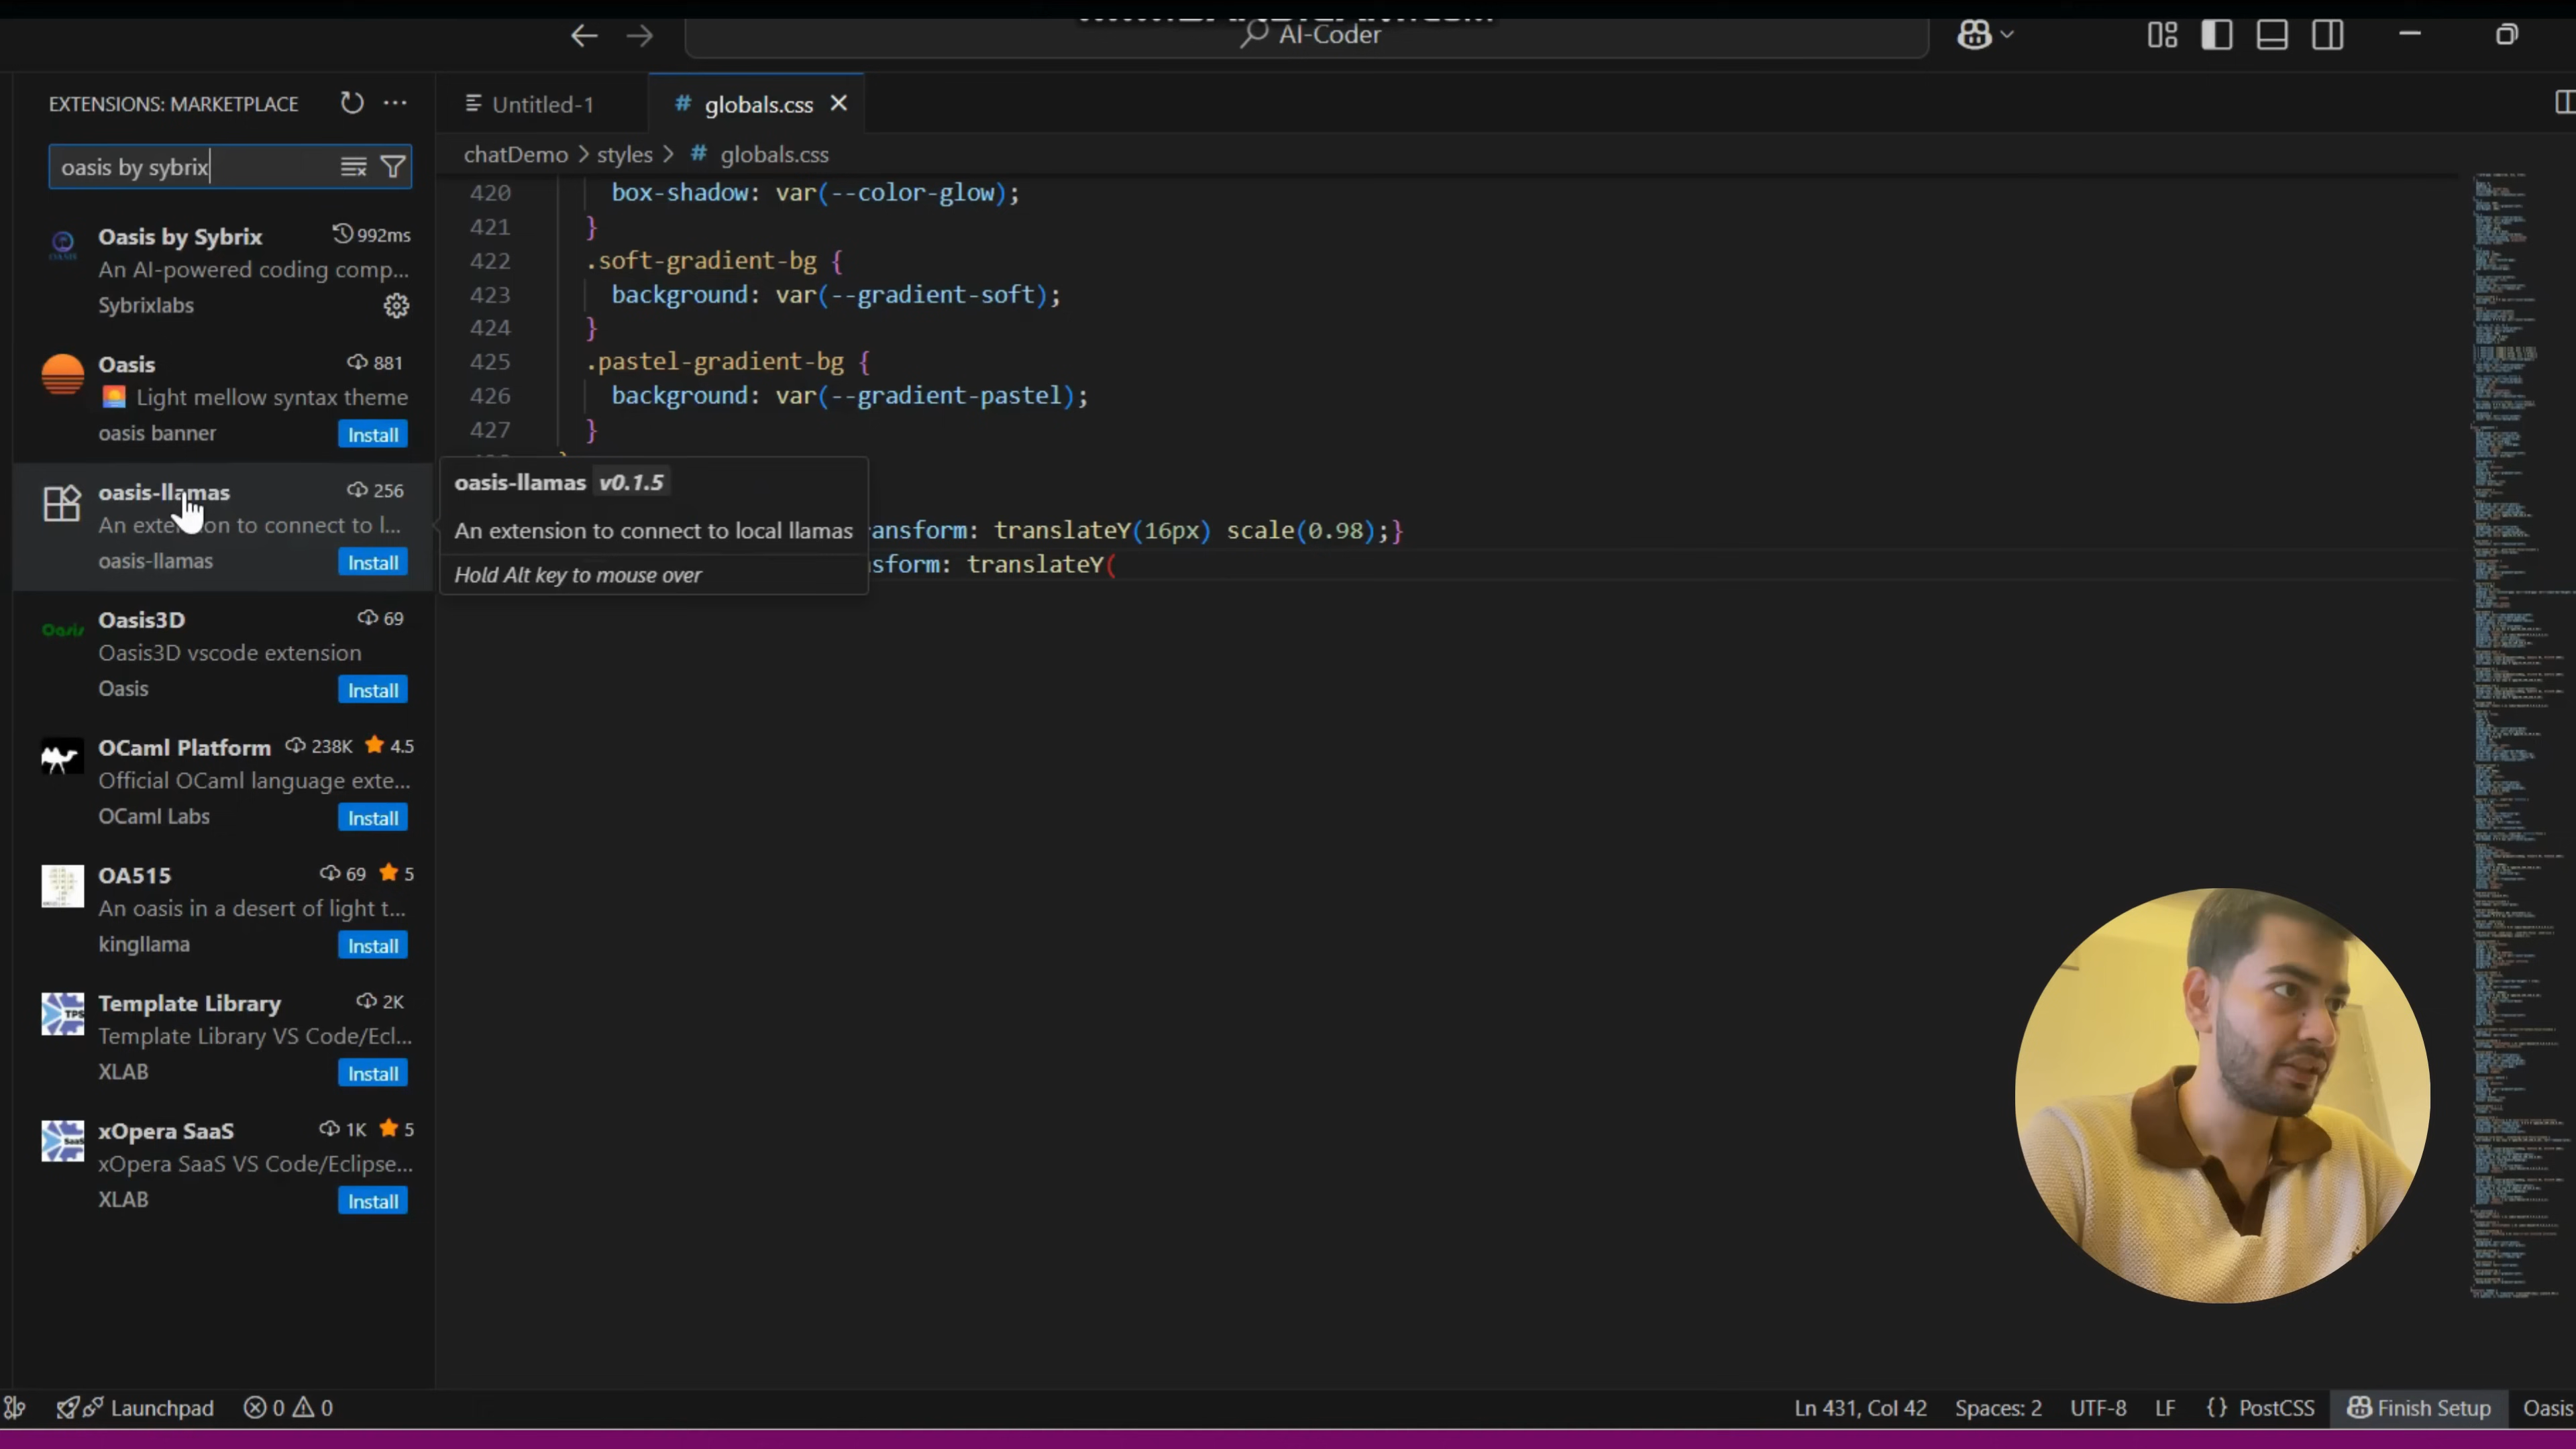 AI-Coder
EXTENSIONS: MARKETPLACE
Untitled-1
# globals.css
oasis by sybrix
chatDemo > styles > # globals.css
Oasis by Sybrix 992ms
An AI-powered coding comp...
Sybrixlabs
Oasis 881
Light mellow syntax theme
oasis banner Install
oasis-llamas 256
An extension to connect to l...
oasis-llamas Install
Oasis3D 69
Oasis3D vscode extension
Oasis Install
OCaml Platform 238K 4.5
Official OCaml language exte...
OCaml Labs Install
OA515 69 5
An oasis in a desert of light t...
kingllama Install
Template Library 2K
Template Library VS Code/Ecl...
XLAB Install
xOpera SaaS 1K 5
xOpera SaaS VS Code/Eclipse...
XLAB Install
420 box-shadow: var(--color-glow);
421 }
422 .soft-gradient-bg {
423 background: var(--gradient-soft);
424 }
425 .pastel-gradient-bg {
426 background: var(--gradient-pastel);
427 }
oasis-llamas v0.1.5
An extension to connect to local llamas
Hold Alt key to mouse over
ansform: translateY(16px) scale(0.98);}
sform: translateY(
Launchpad 0 0
Ln 431, Col 42 Spaces: 2 UTF-8 LF {} PostCSS Finish Setup Oasis